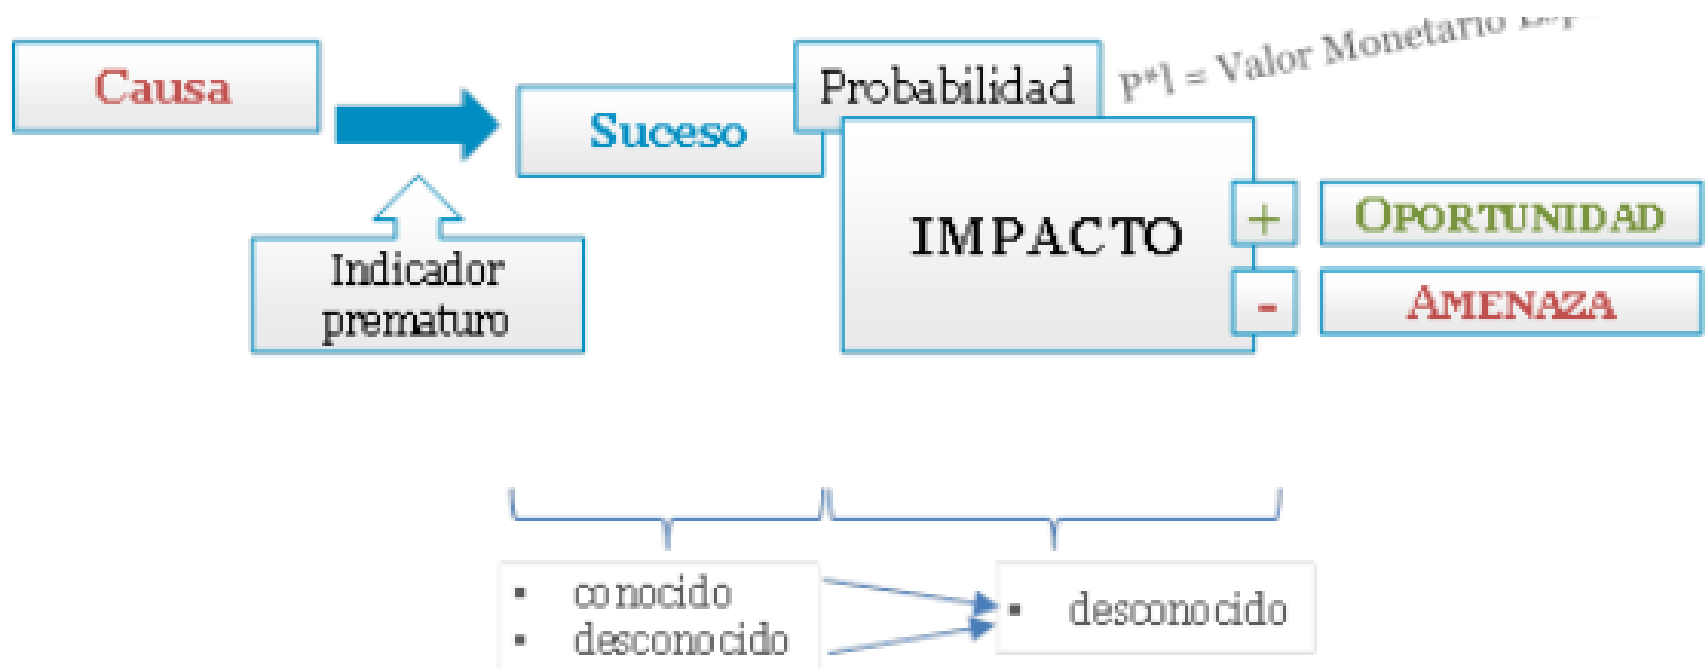 Causa
Suceso
Probabilidad
P*I = Valor Monetario
IMPACTO
+
OPORTUNIDAD
-
AMENAZA
Indicador
prematuro
▪ conocido
▪ desconocido
▪ desconocido